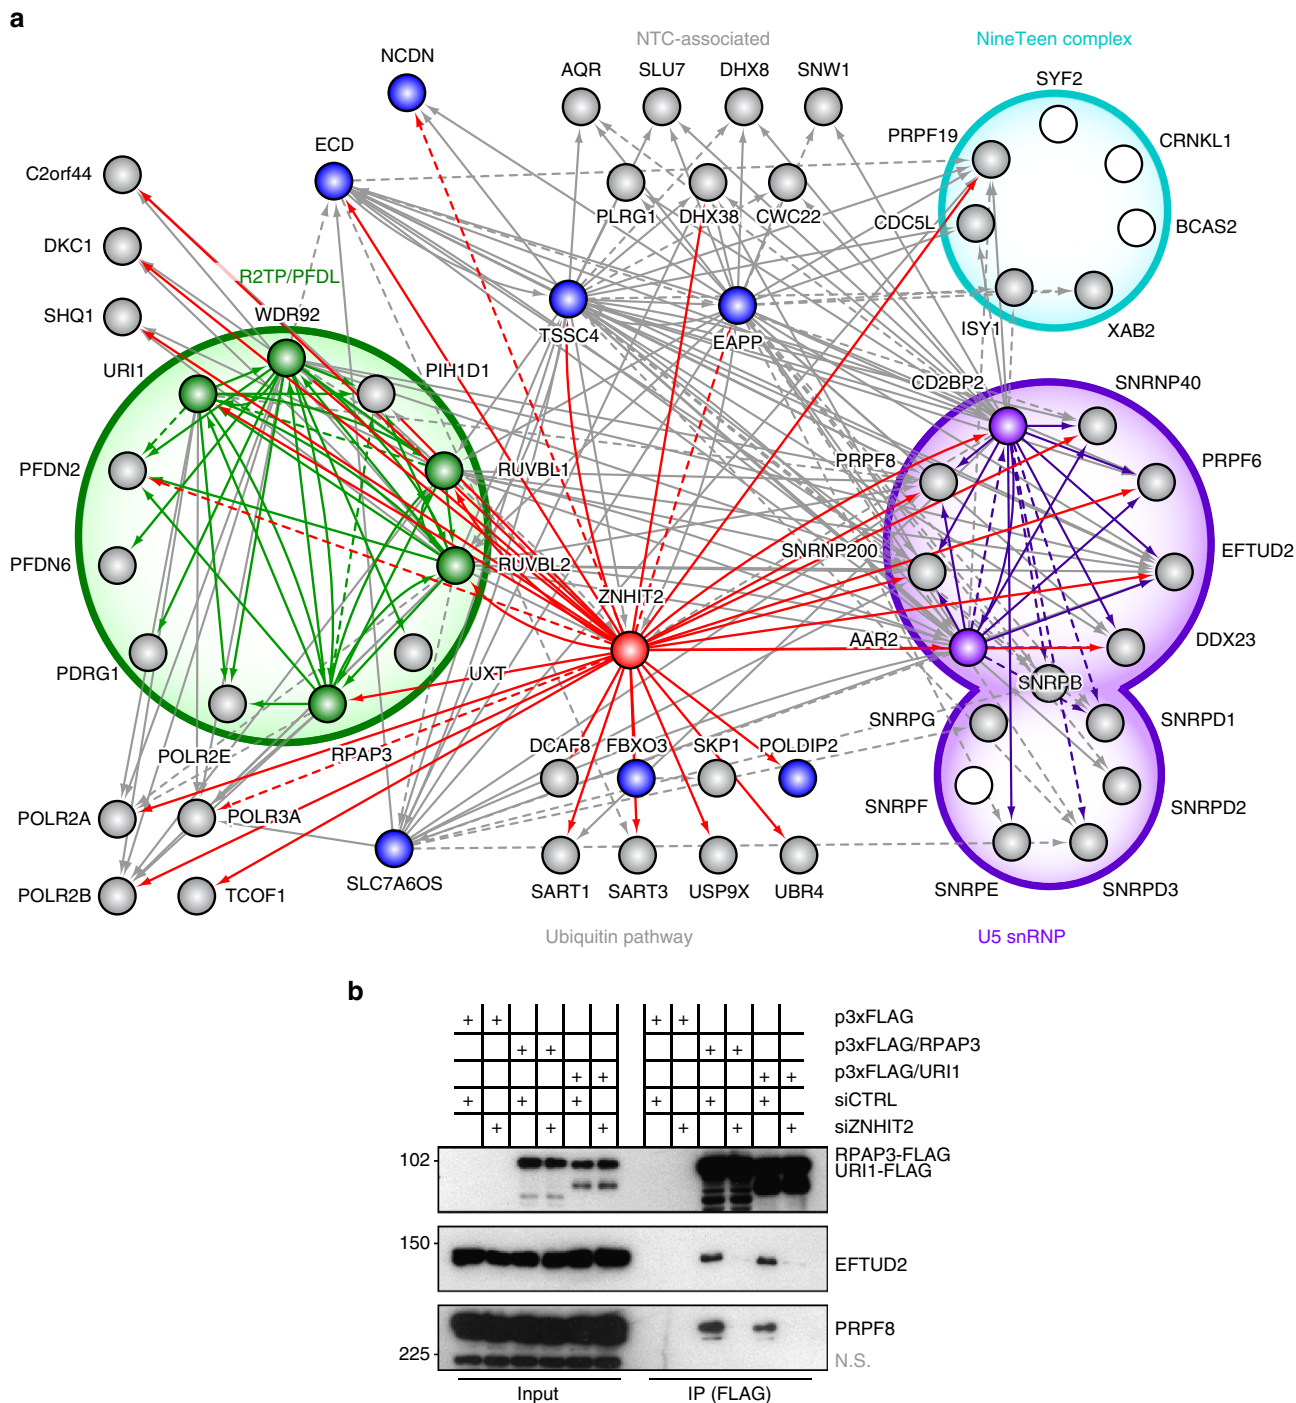 a
NTC-associated
NineTeen complex
NCDN
AQR
SLU7
DHX8
SNW1
SYF2
ECD
PRPF19
CRNKL1
C2orf44
PLRG1
DHX38
CWC22
CDC5L
BCAS2
DKC1
R2TP/PFDL
SHQ1
WDR92
TSSC4
EAPP
ISY1
XAB2
URI1
PIH1D1
CD2BP2
SNRNP40
PFDN2
RUVBL1
PRPF8
PRPF6
PFDN6
RUVBL2
SNRNP200
EFTUD2
ZNHIT2
PDRG1
UXT
AAR2
DDX23
SNRPB
SNRPG
SNRPD1
POLR2E
RPAP3
DCAF8
FBXO3
SKP1
POLDIP2
POLR2A
POLR3A
SNRPF
SNRPD2
SLC7A6OS
POLR2B
TCOF1
SART1
SART3
USP9X
UBR4
SNRPE
SNRPD3
Ubiquitin pathway
U5 snRNP
b
+ + + + p3xFLAG
+ + + + p3xFLAG/RPAP3
+ + + + p3xFLAG/URI1
+ + + + + + siCTRL
+ + + + + + siZNHIT2
102
RPAP3-FLAG
URI1-FLAG
150
EFTUD2
PRPF8
225
N.S.
Input
IP (FLAG)